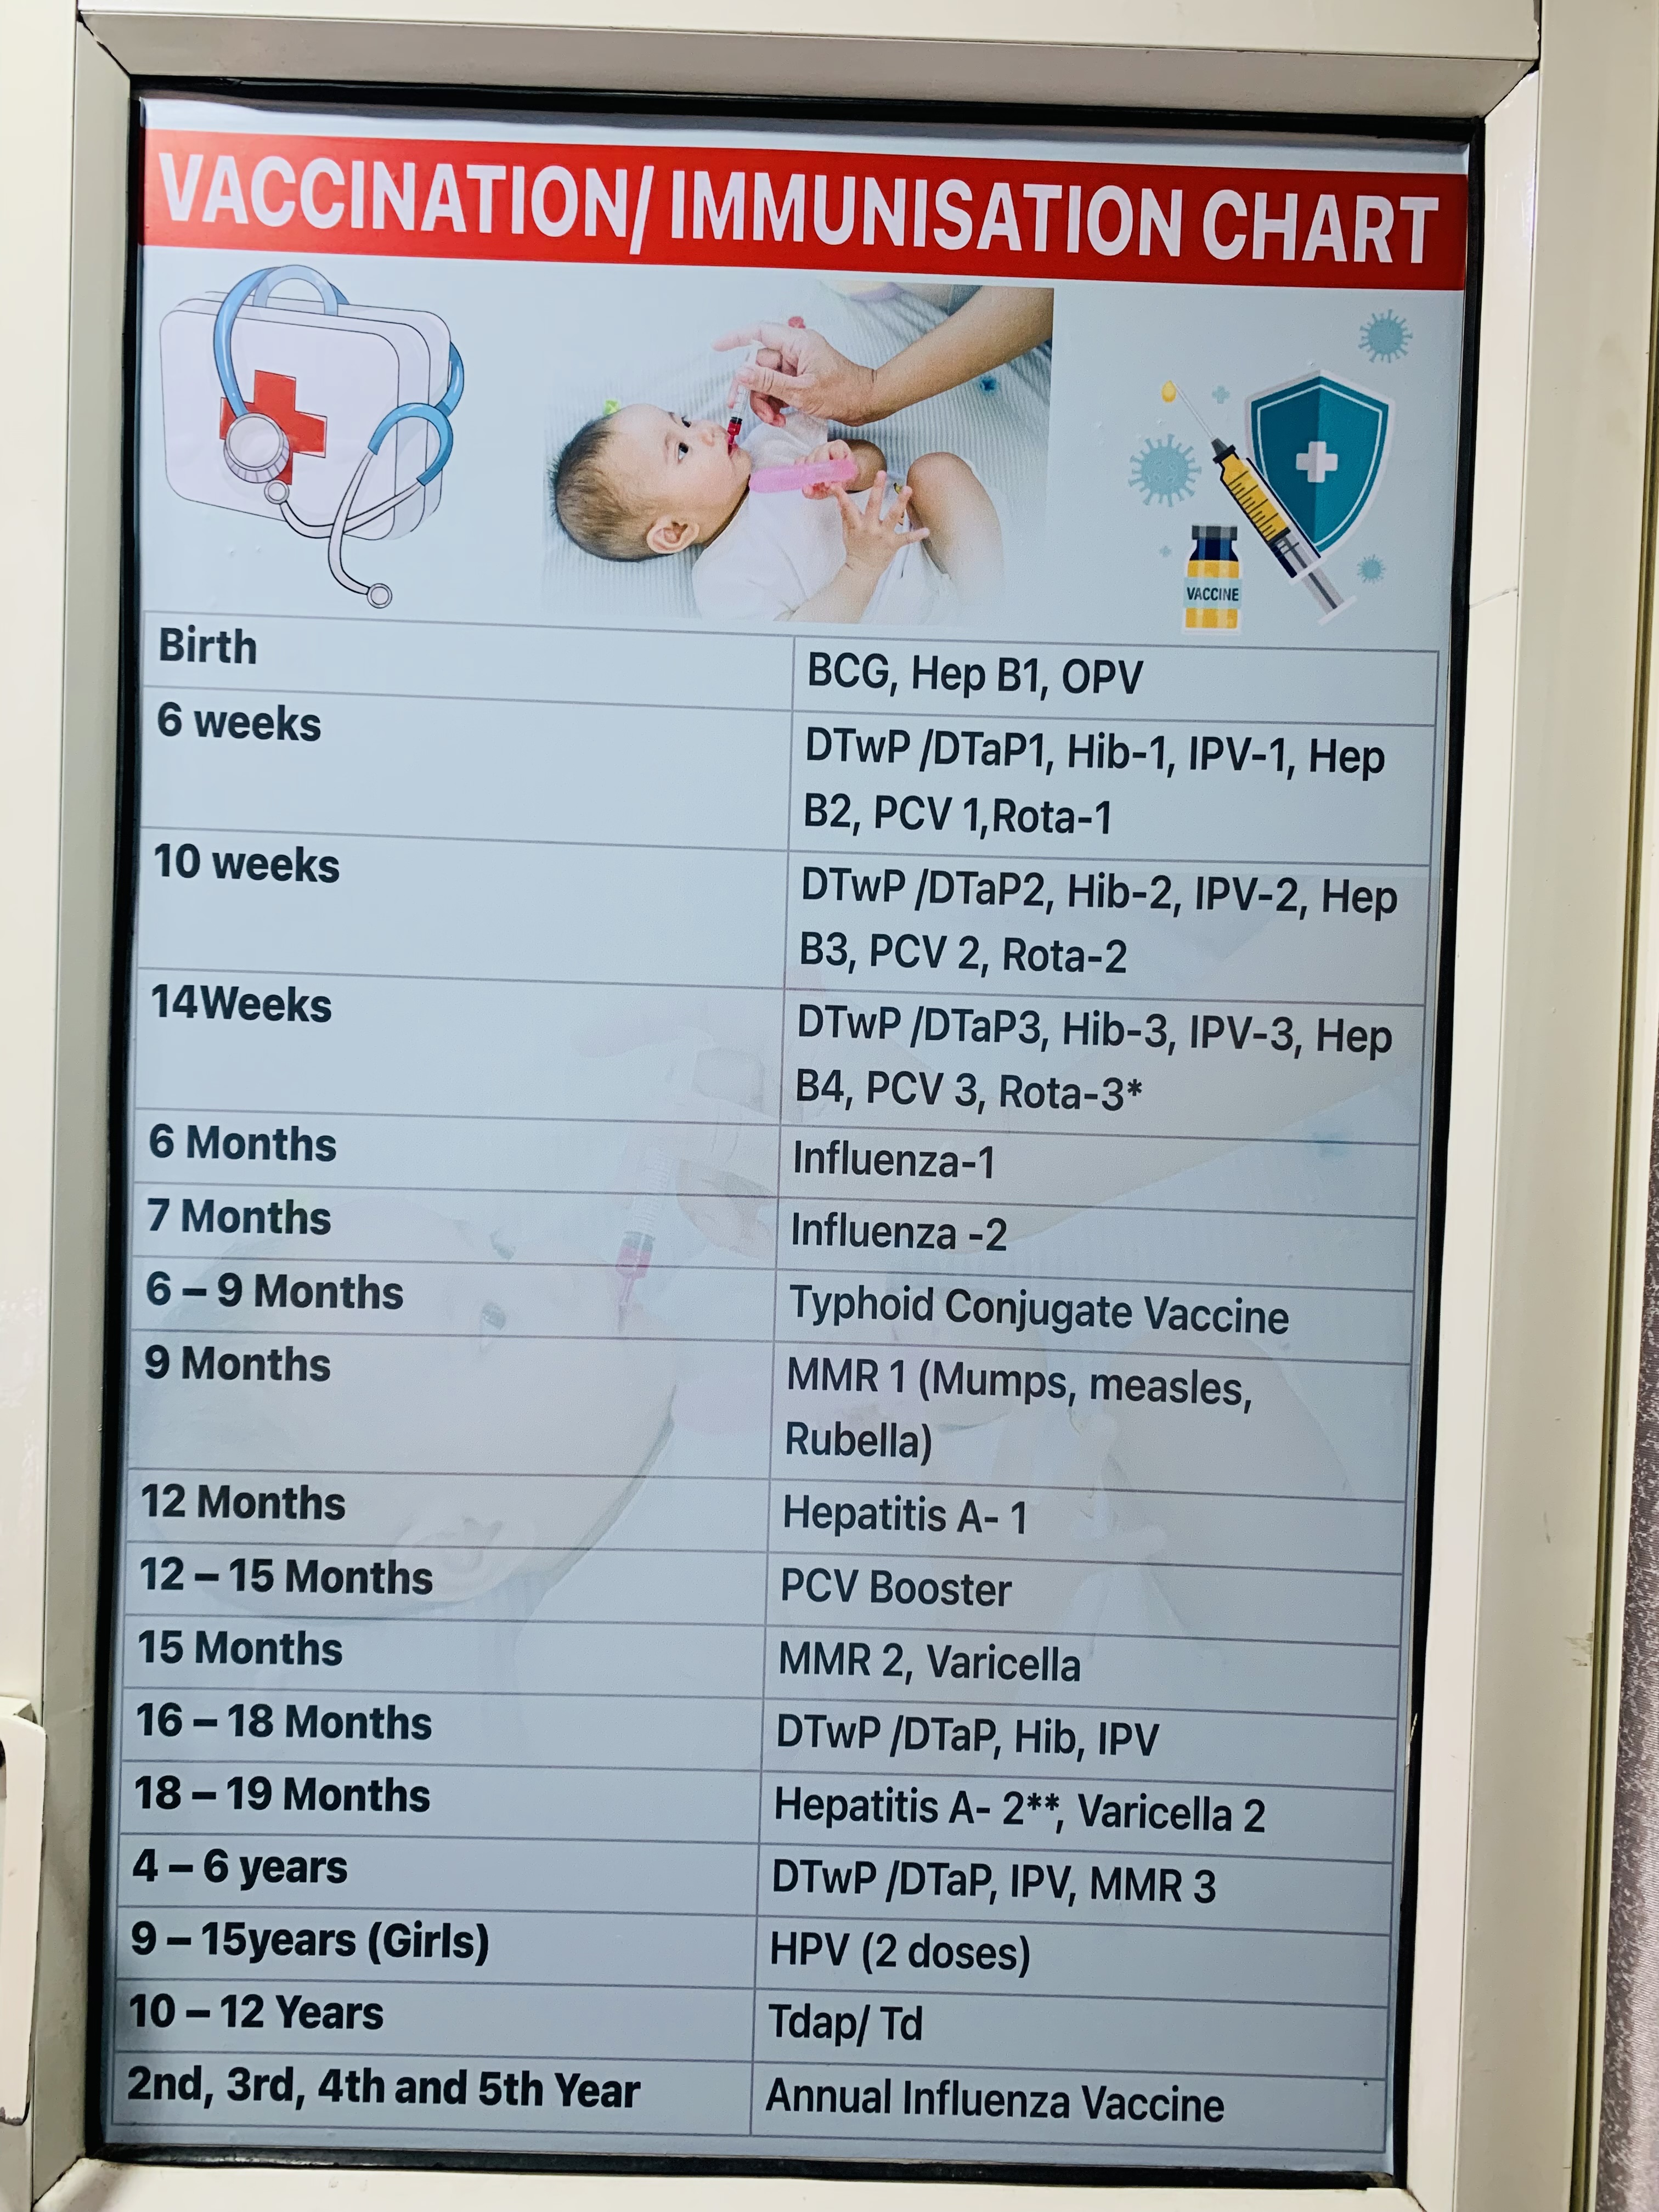 VACCINATION/ IMMUNISATION CHART
VACCINE
Birth
BCG, Hep B1, OPV
6 weeks
DTwP /DTaP1, Hib-1, IPV-1, Hep
B2, PCV 1,Rota-1
10 weeks
DTwP /DTaP2, Hib-2, IPV-2, Hep
B3, PCV 2, Rota-2
14Weeks
DTwP /DTaP3, Hib-3, IPV-3, Hep
B4, PCV 3, Rota-3*
6 Months
Influenza-1
7 Months
Influenza -2
6 – 9 Months
Typhoid Conjugate Vaccine
9 Months
MMR 1 (Mumps, measles,
Rubella)
12 Months
Hepatitis A- 1
12 – 15 Months
PCV Booster
15 Months
MMR 2, Varicella
16 – 18 Months
DTwP /DTaP, Hib, IPV
18 – 19 Months
Hepatitis A- 2**, Varicella 2
4 – 6 years
DTwP /DTaP, IPV, MMR 3
9 – 15years (Girls)
HPV (2 doses)
10 – 12 Years
Tdap/ Td
2nd, 3rd, 4th and 5th Year
Annual Influenza Vaccine